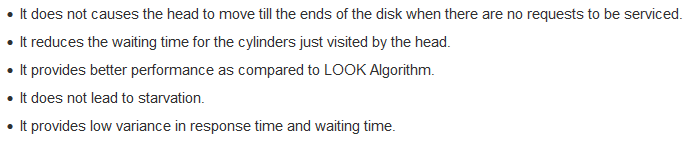 • It does not causes the head to move till the ends of the disk when there are no requests to be serviced.
• It reduces the waiting time for the cylinders just visited by the head.
• It provides better performance as compared to LOOK Algorithm.
• It does not lead to starvation.
• It provides low variance in response time and waiting time.